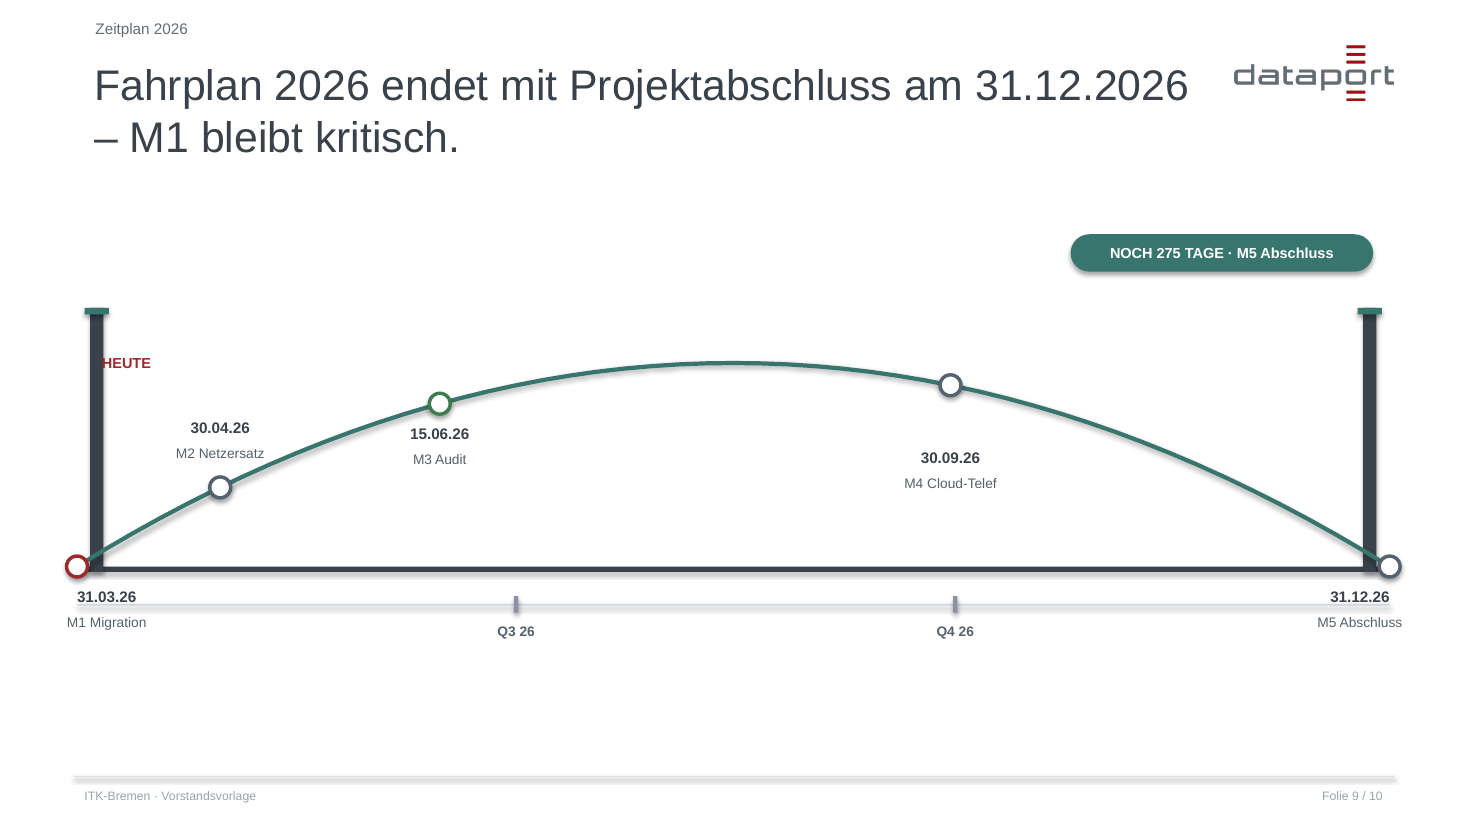 Zeitplan 2026
Fahrplan 2026 endet mit Projektabschluss am 31.12.2026
– M1 bleibt kritisch.
dataport
NOCH 275 TAGE · M5 Abschluss
HEUTE
30.04.26
M2 Netzersatz
15.06.26
M3 Audit
30.09.26
M4 Cloud-Telef
31.03.26
M1 Migration
31.12.26
M5 Abschluss
Q3 26
Q4 26
ITK-Bremen · Vorstandsvorlage
Folie 9 / 10